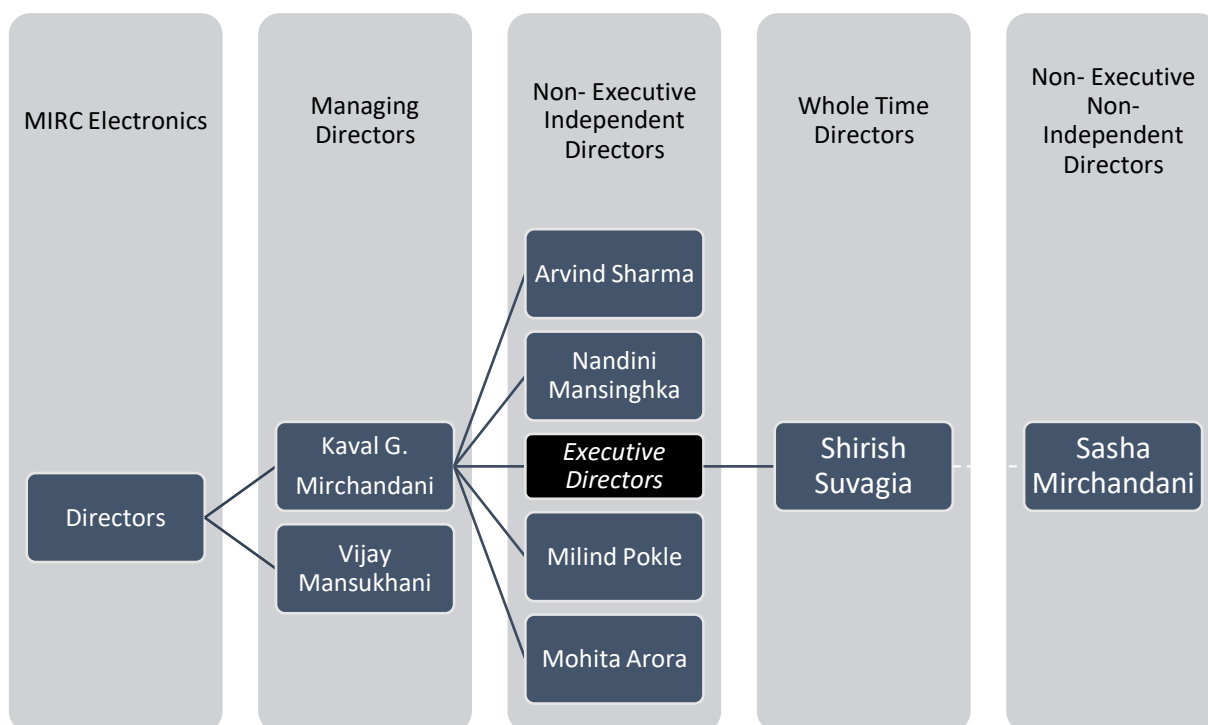 MIRC Electronics
Managing
Directors
Non- Executive
Independent
Directors
Whole Time
Directors
Non- Executive
Non-
Independent
Directors
Directors
Kaval G.
Mirchandani
Vijay
Mansukhani
Arvind Sharma
Nandini
Mansinghka
Executive
Directors
Milind Pokle
Mohita Arora
Shirish
Suvagia
Sasha
Mirchandani